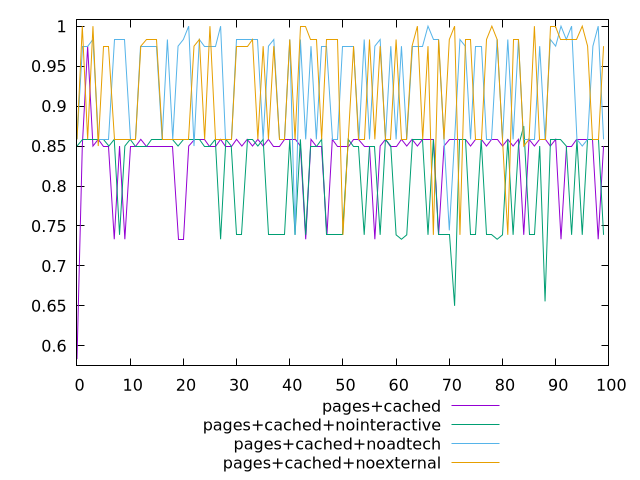 1
0.95
0.9
0.85
0.8
0.75
0.7
0.65
0.6
0 10 20 30 40 50 60 70 80 90 100
pages+cached
pages+cached+nointeractive
pages+cached+noadtech
pages+cached+noexternal